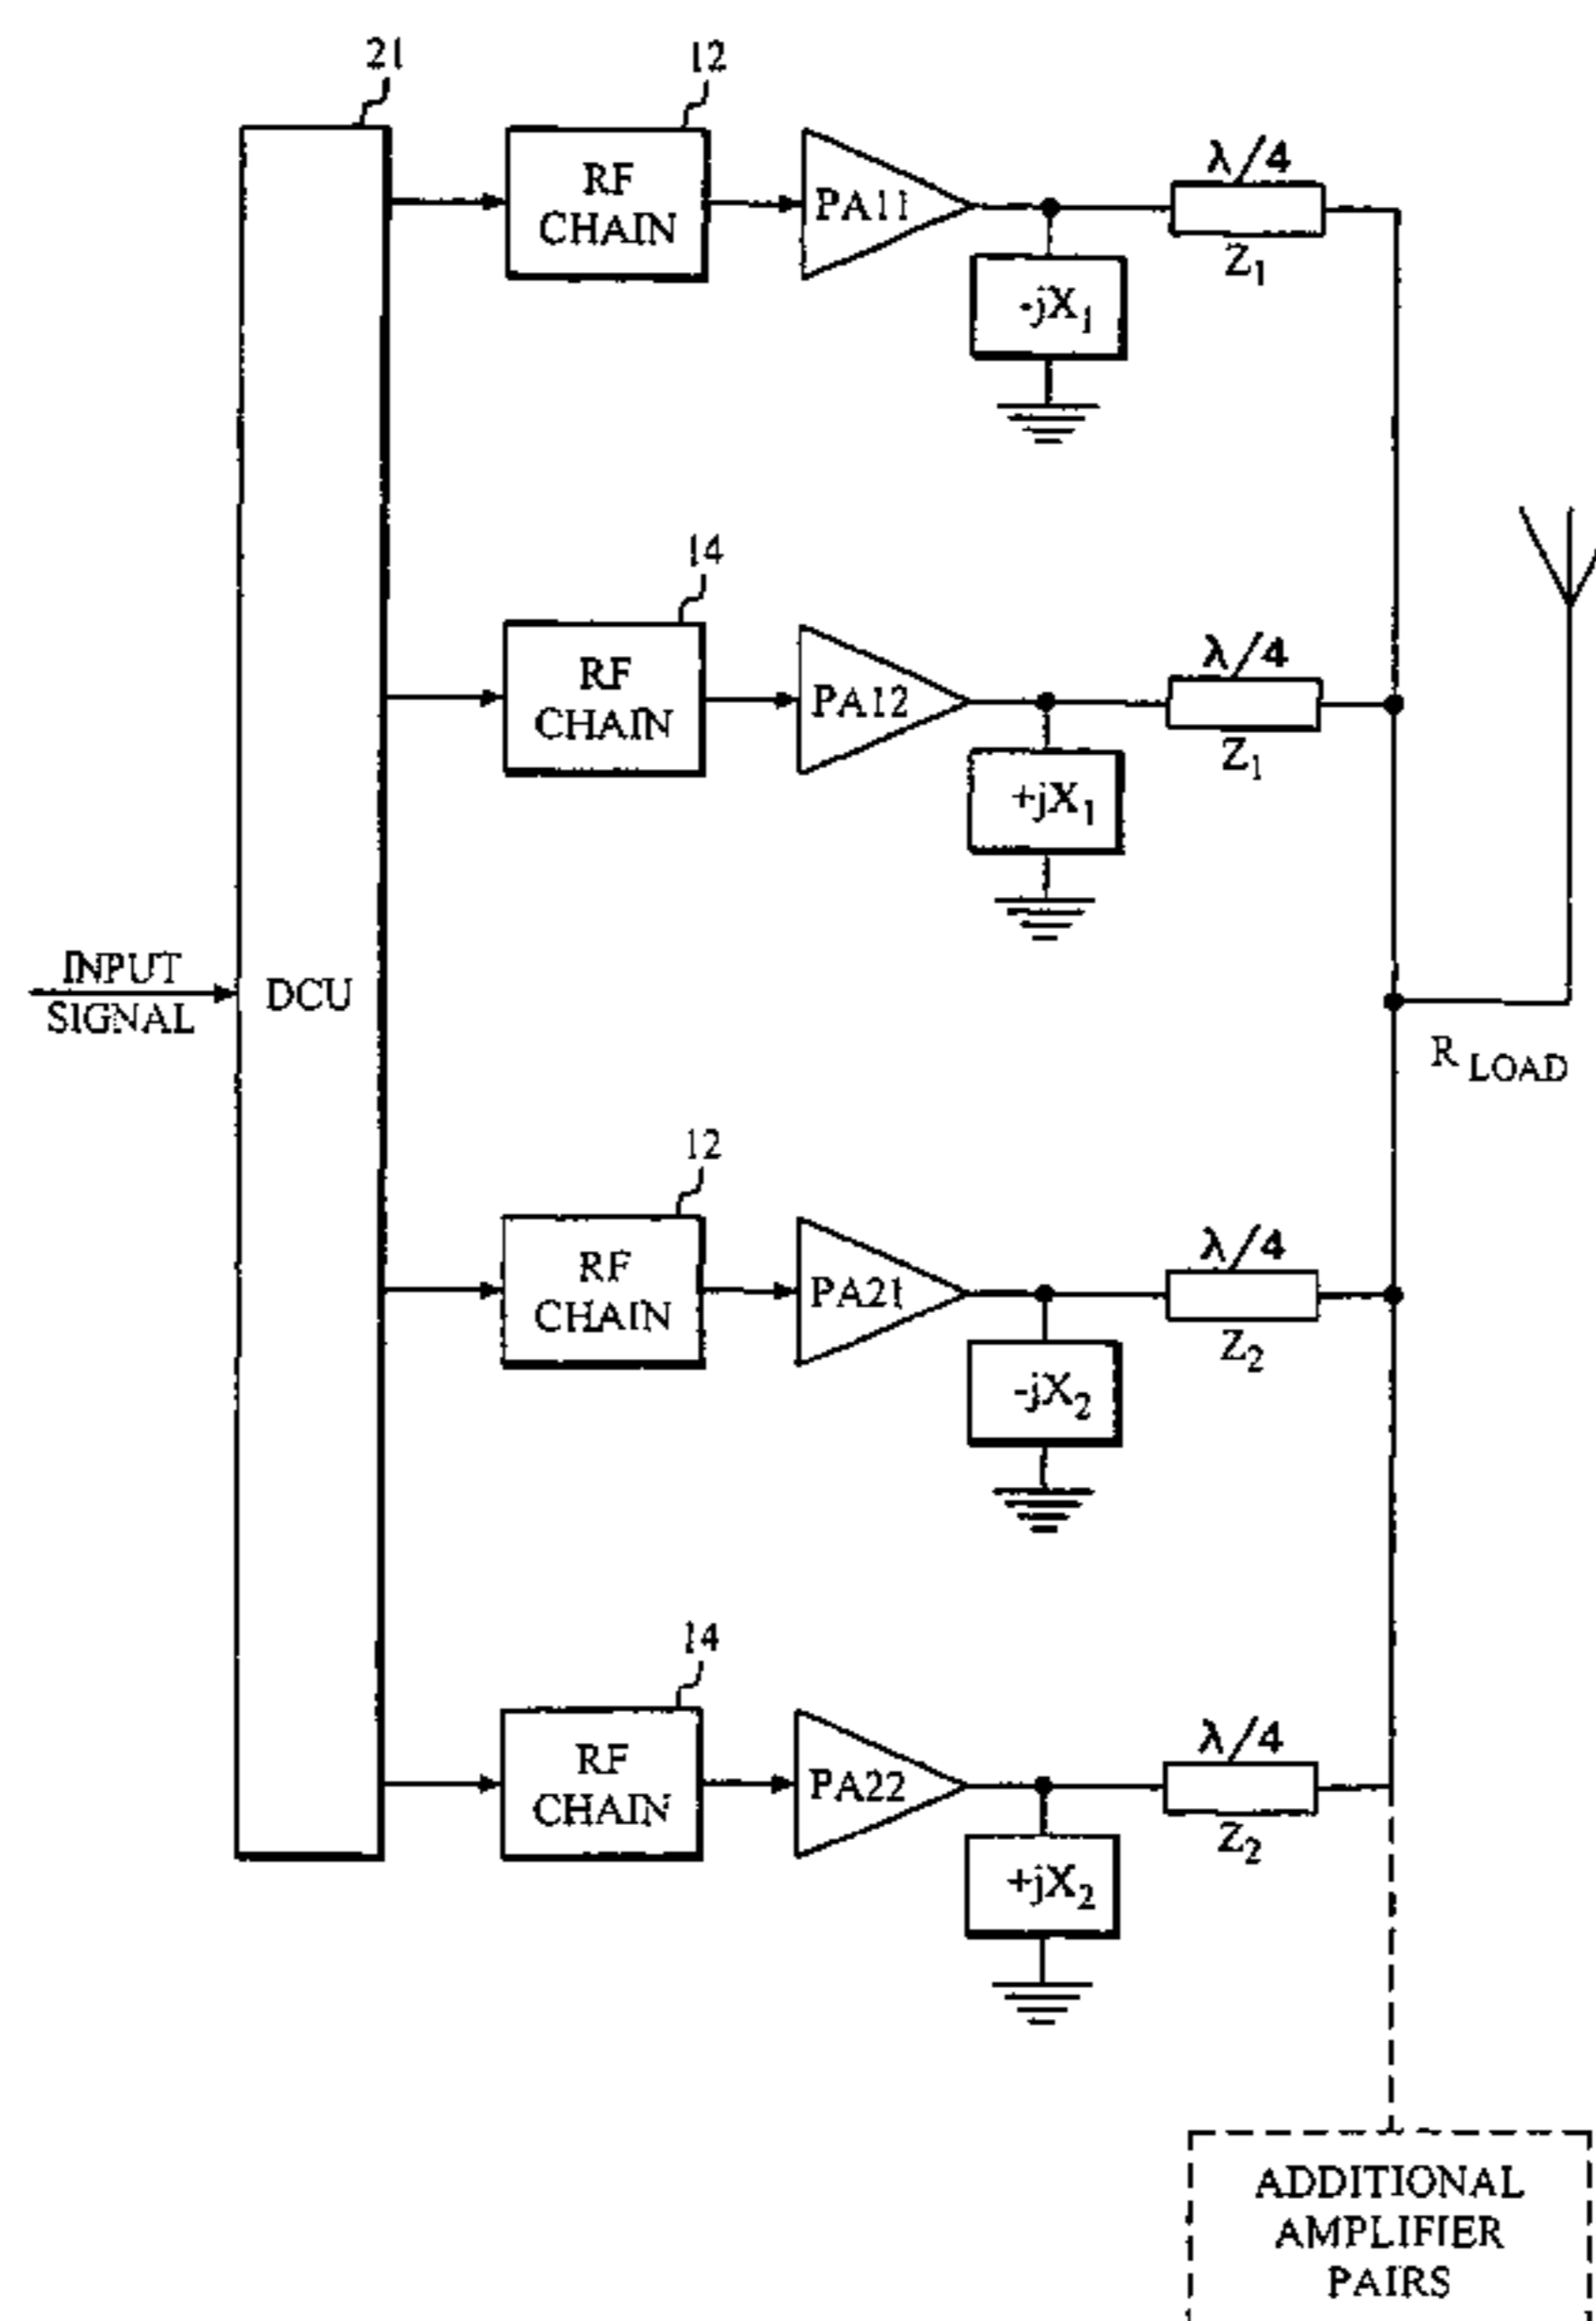 21
12
RF
CHAIN
PA11
λ/4
Z₁
-jX₁
14
RF
CHAIN
PA12
λ/4
Z₁
+jX₁
INPUT
SIGNAL
DCU
R LOAD
12
RF
CHAIN
PA21
λ/4
Z₂
-jX₂
14
RF
CHAIN
PA22
λ/4
Z₂
+jX₂
ADDITIONAL
AMPLIFIER
PAIRS